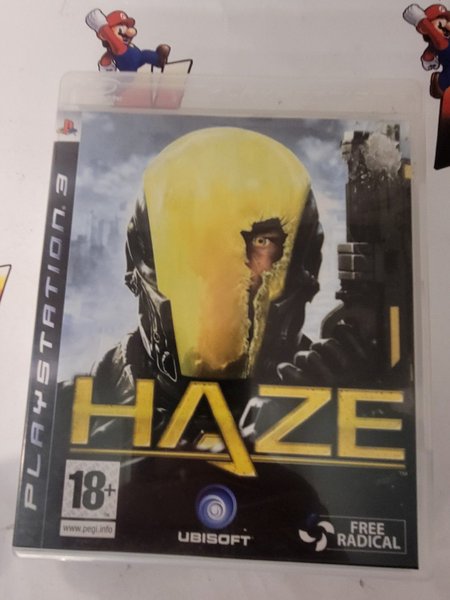 PLAYSTATION 3
HAZE
18+
www.pegi.info
UBISOFT
FREE
RADICAL